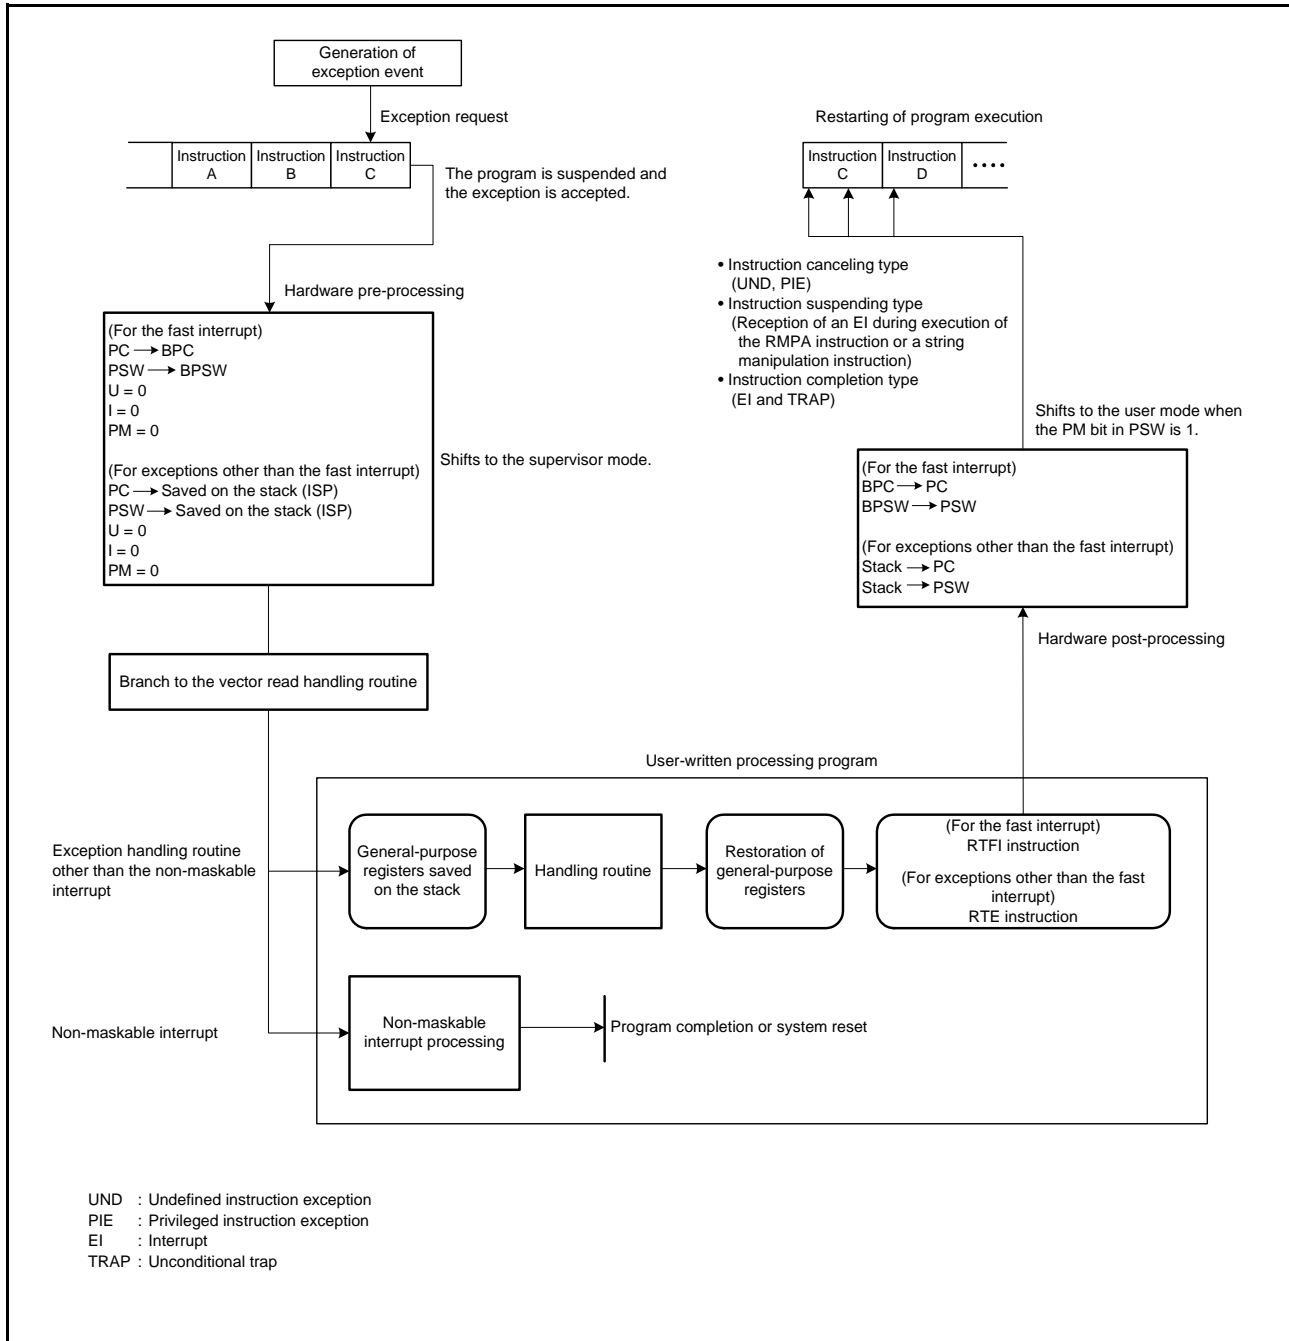 Generation of
exception event
Exception request
Instruction
A
Instruction
B
Instruction
C
The program is suspended and
the exception is accepted.
Restarting of program execution
Instruction
C
Instruction
D
• • • •
• Instruction canceling type
(UND, PIE)
• Instruction suspending type
(Reception of an EI during execution of
the RMPA instruction or a string
manipulation instruction)
• Instruction completion type
(EI and TRAP)
Hardware pre-processing
(For the fast interrupt)
PC → BPC
PSW → BPSW
U = 0
I = 0
PM = 0
(For exceptions other than the fast interrupt)
PC → Saved on the stack (ISP)
PSW → Saved on the stack (ISP)
U = 0
I = 0
PM = 0
Shifts to the supervisor mode.
Shifts to the user mode when
the PM bit in PSW is 1.
(For the fast interrupt)
BPC → PC
BPSW → PSW
(For exceptions other than the fast interrupt)
Stack → PC
Stack → PSW
Hardware post-processing
Branch to the vector read handling routine
User-written processing program
Exception handling routine
other than the non-maskable
interrupt
General-purpose
registers saved
on the stack
Handling routine
Restoration of
general-purpose
registers
(For the fast interrupt)
RTFI instruction
(For exceptions other than the fast
interrupt)
RTE instruction
Non-maskable interrupt
Non-maskable
interrupt processing
Program completion or system reset
UND : Undefined instruction exception
PIE : Privileged instruction exception
EI : Interrupt
TRAP : Unconditional trap